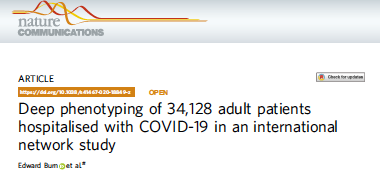 nature
COMMUNICATIONS
ARTICLE
Check for updates
https://doi.org/10.1038/s41467-020-18849-z
OPEN
Deep phenotyping of 34,128 adult patients
hospitalised with COVID-19 in an international
network study
Edward Burn et al.#